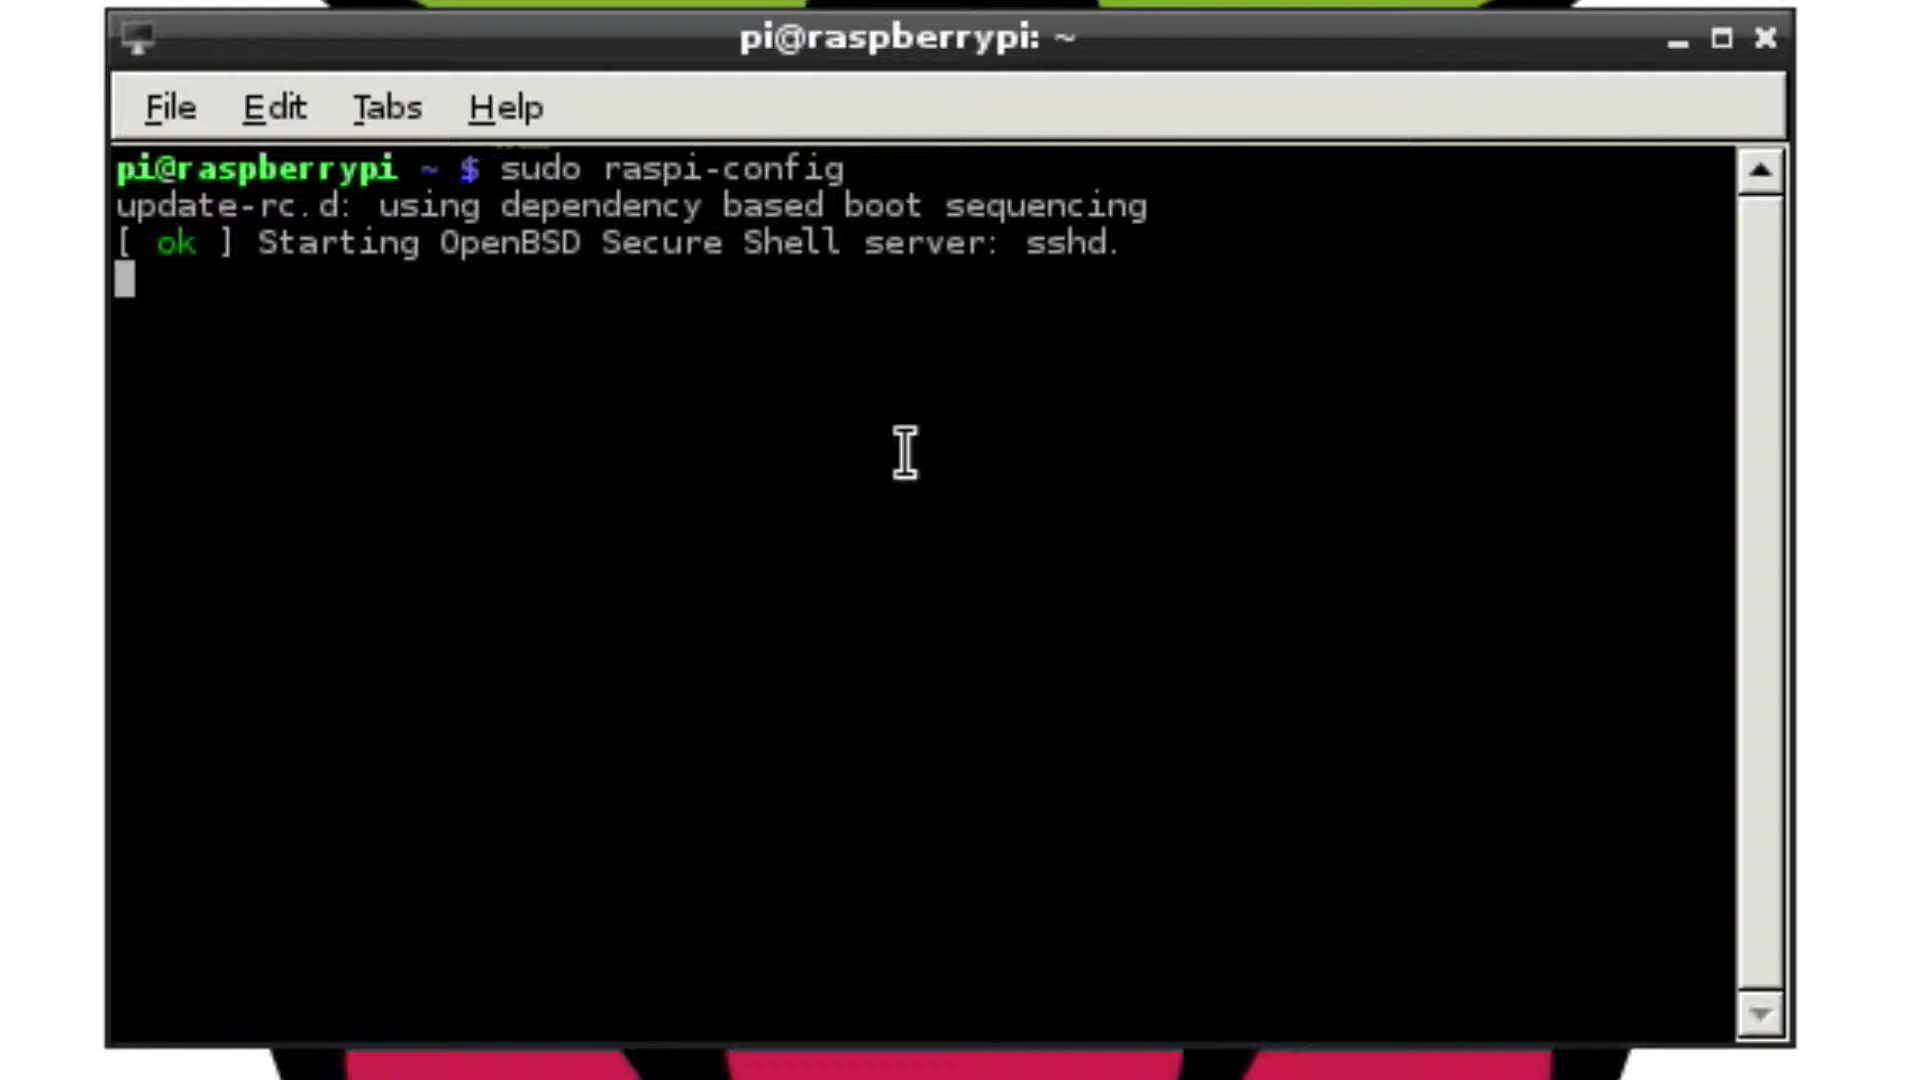 pi@raspberrypi: ~
File Edit Tabs Help
pi@raspberrypi ~ $ sudo raspi-config
update-rc.d: using dependency based boot sequencing
[ ok ] Starting OpenBSD Secure Shell server: sshd.